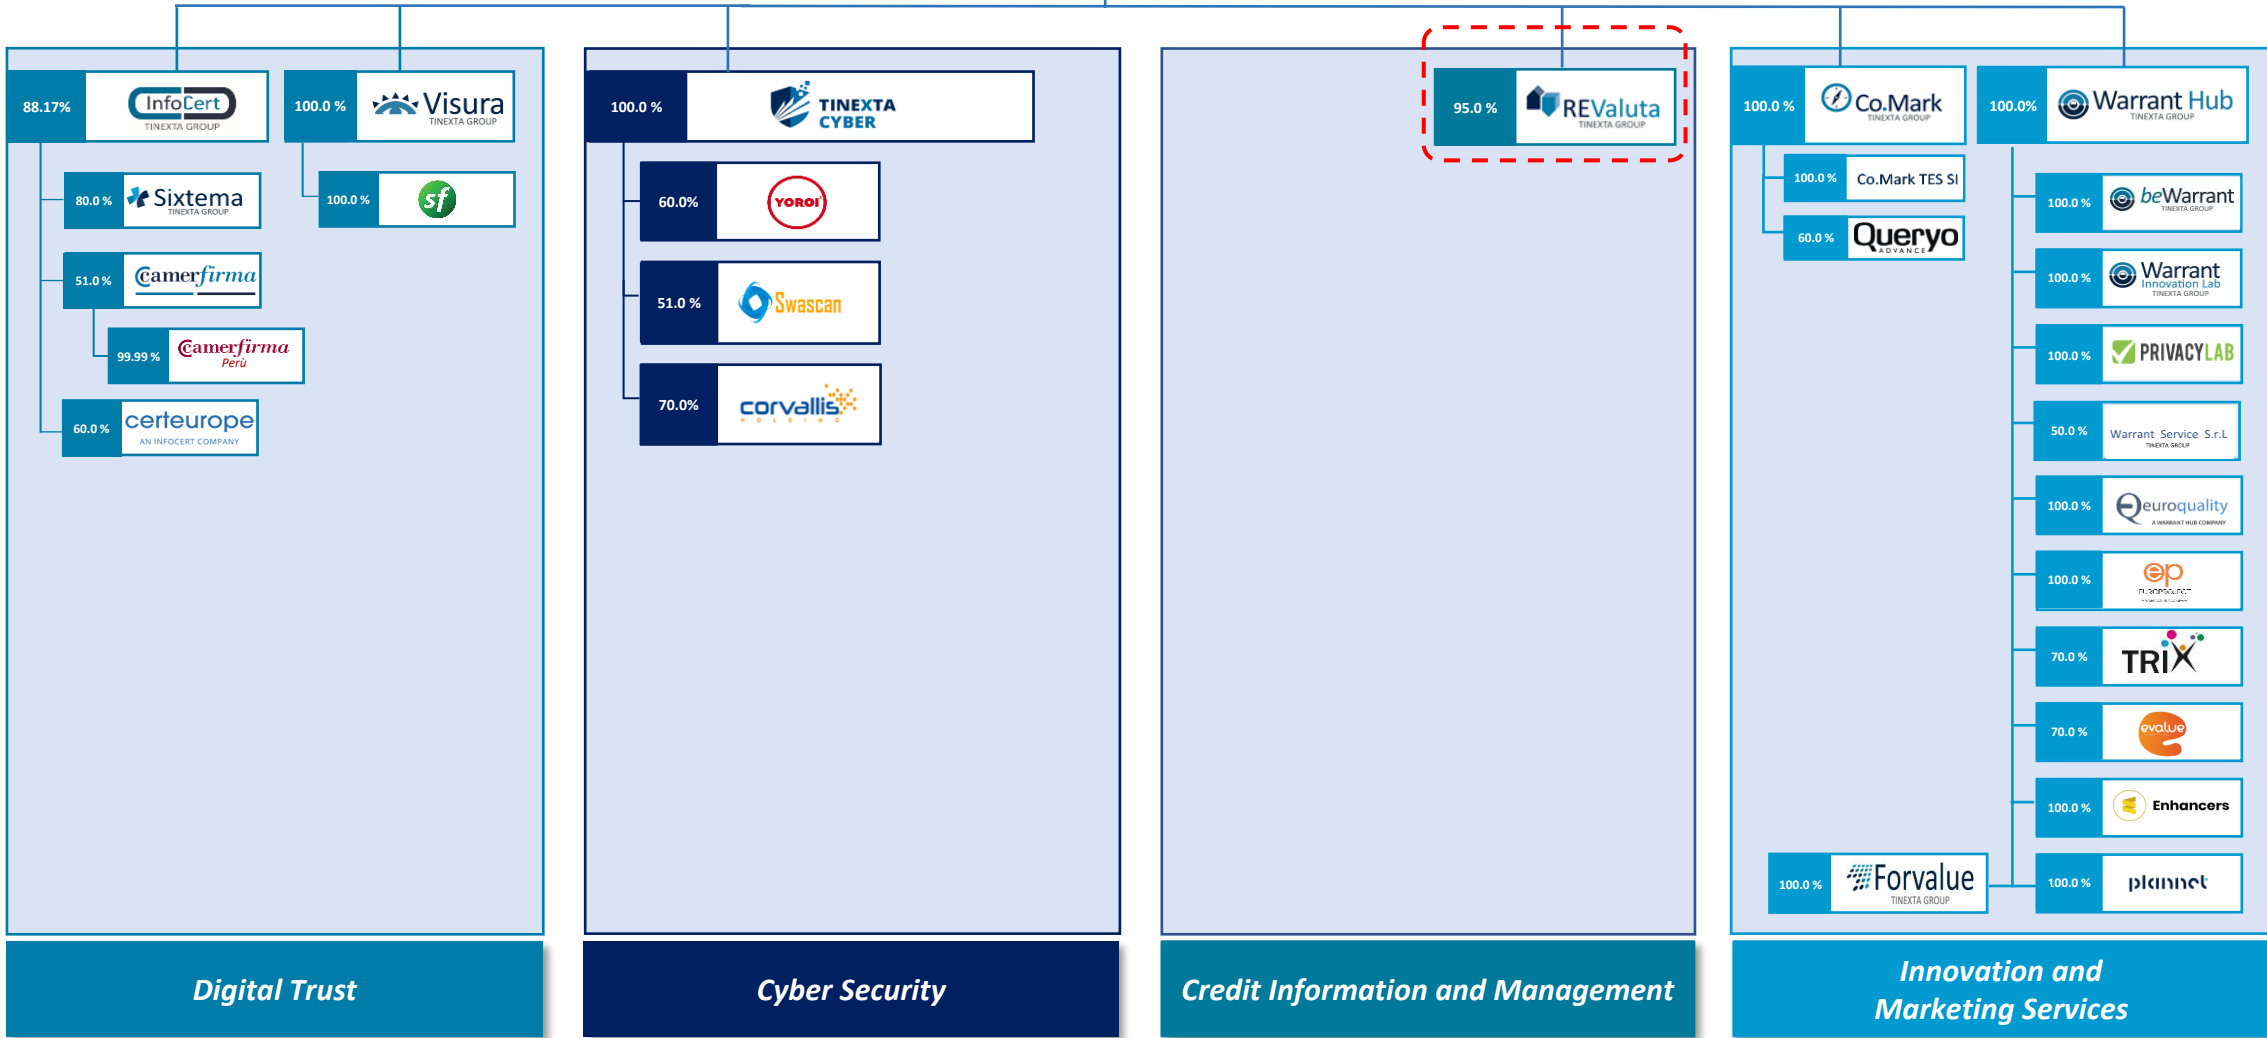 88.17%
InfoCert
TINEXTA GROUP
80.0 %
Sixtema
TINEXTA GROUP
51.0 %
Camerfirma
99.99 %
Camerfirma
Perù
60.0 %
certeurope
AN INFOCERT COMPANY
100.0 %
Visura
TINEXTA GROUP
100.0 %
sf
Digital Trust
100.0 %
TINEXTA
CYBER
60.0%
YOROI
51.0 %
Swascan
70.0%
corvallis
HOLDING
Cyber Security
95.0 %
REValuta
TINEXTA GROUP
Credit Information and Management
100.0 %
Co.Mark
TINEXTA GROUP
100.0 %
Co.Mark TES Sl
60.0 %
Queryo
ADVANCE
100.0%
Warrant Hub
TINEXTA GROUP
100.0 %
beWarrant
TINEXTA GROUP
100.0 %
Warrant
Innovation Lab
TINEXTA GROUP
100.0 %
PRIVACYLAB
50.0 %
Warrant Service S.r.L
TINEXTA GROUP
100.0 %
euroquality
A WARRANT HUB COMPANY
100.0 %
ep
70.0 %
TRIX
70.0 %
evalue
100.0 %
Enhancers
100.0 %
Forvalue
TINEXTA GROUP
100.0 %
plannet
Innovation and
Marketing Services